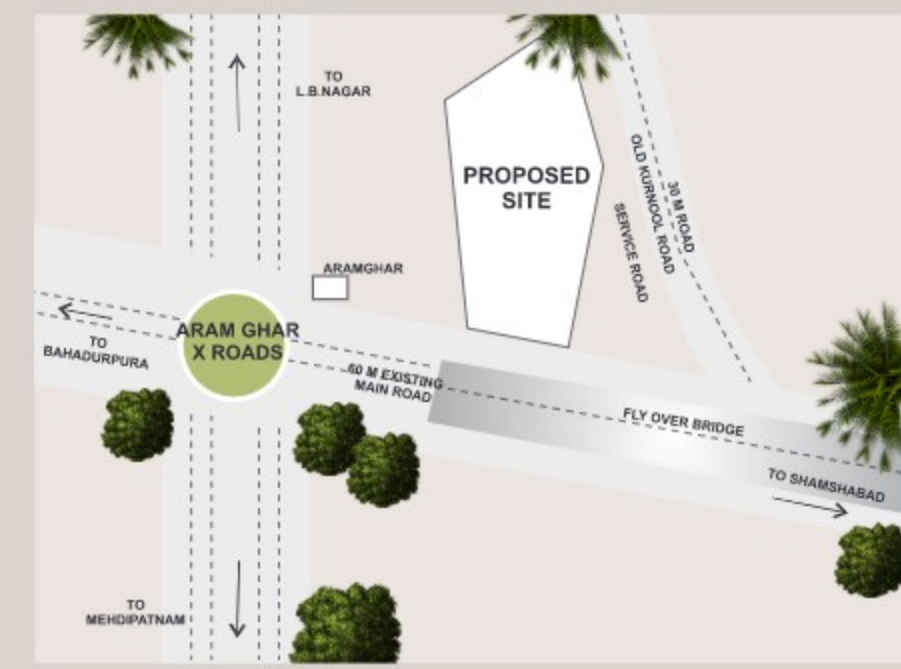 TO
L.B.NAGAR
PROPOSED
SITE
OLD KURNOOL ROAD
30 M ROAD
SERVICE ROAD
ARAMGHAR
ARAM GHAR
X ROADS
TO
BAHADURPURA
60 M EXISTING
MAIN ROAD
FLY OVER BRIDGE
TO SHAMSHABAD
TO
MEHDIPATNAM